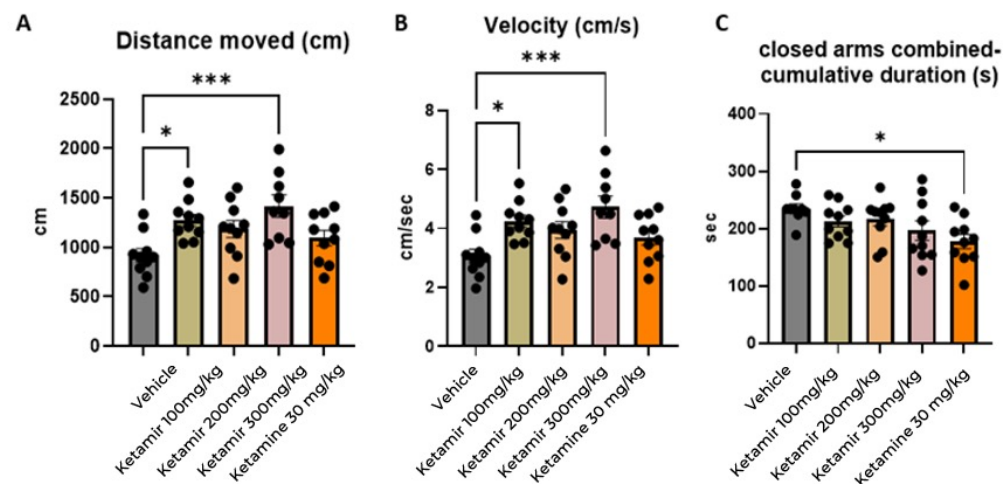 A
Distance moved (cm)
***
*
2500
2000
1500
1000
500
0
cm
Vehicle
Ketamir 100mg/kg
Ketamir 200mg/kg
Ketamir 300mg/kg
Ketamine 30 mg/kg
B
Velocity (cm/s)
***
*
8
6
4
2
0
cm/sec
Vehicle
Ketamir 100mg/kg
Ketamir 200mg/kg
Ketamir 300mg/kg
Ketamine 30 mg/kg
C
closed arms combined-
cumulative duration (s)
*
400
300
200
100
0
sec
Vehicle
Ketamir 100mg/kg
Ketamir 200mg/kg
Ketamir 300mg/kg
Ketamine 30 mg/kg